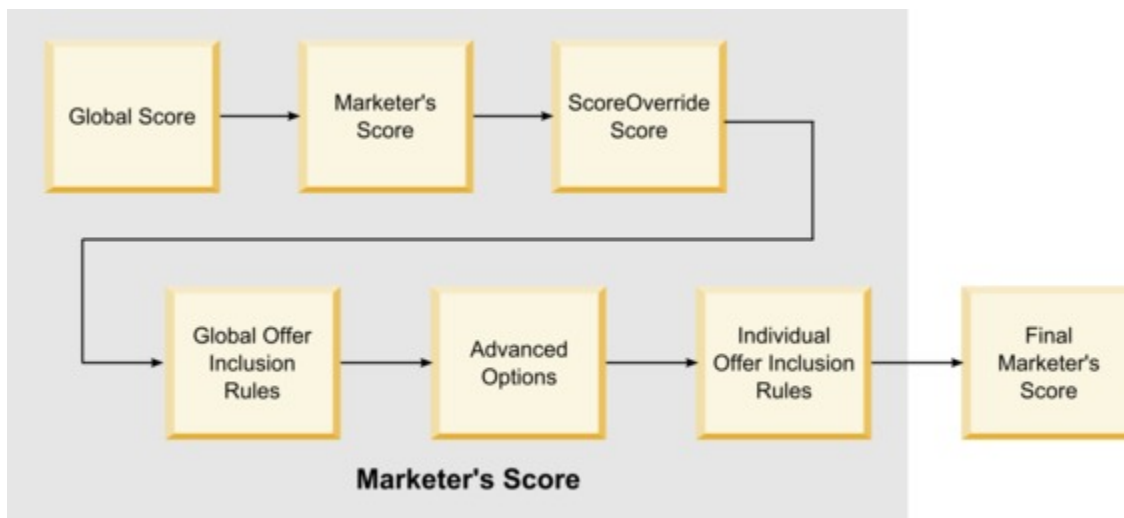 Global Score
Marketer's
Score
ScoreOverride
Score
Global Offer
Inclusion
Rules
Advanced
Options
Individual
Offer Inclusion
Rules
Final
Marketer's
Score
Marketer's Score